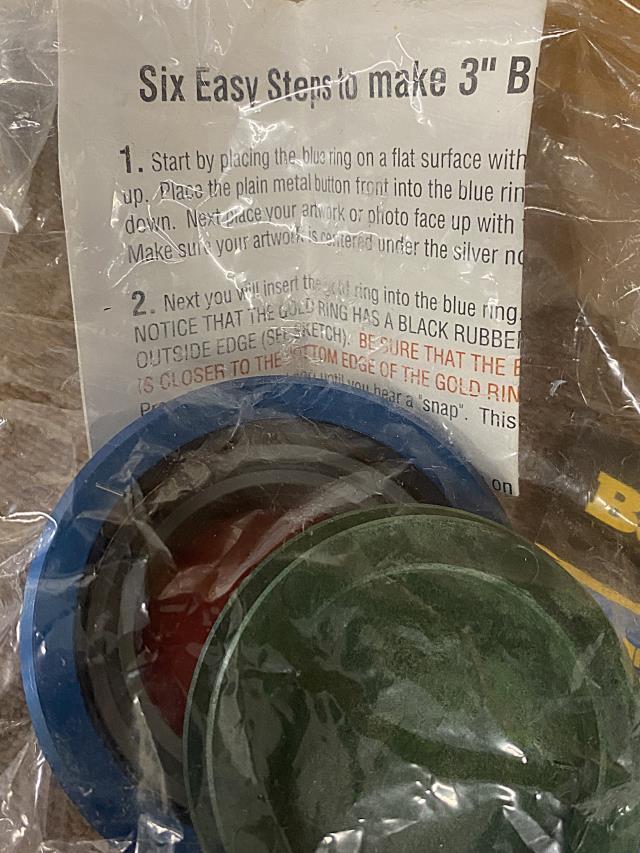 Six Easy Steps to make 3" B
1. Start by placing the blue ring on a flat surface with
up. Place the plain metal button front into the blue rin
down. Next place your artwork or photo face up with
Make sure your artwork is centered under the silver no
2. Next you will insert the gold ring into the blue ring
NOTICE THAT THE GOLD RING HAS A BLACK RUBBE
OUTSIDE EDGE (SEE SKETCH). BE SURE THAT THE B
IS CLOSER TO THE BOTTOM EDGE OF THE GOLD RIN
until you hear a "snap". This
on